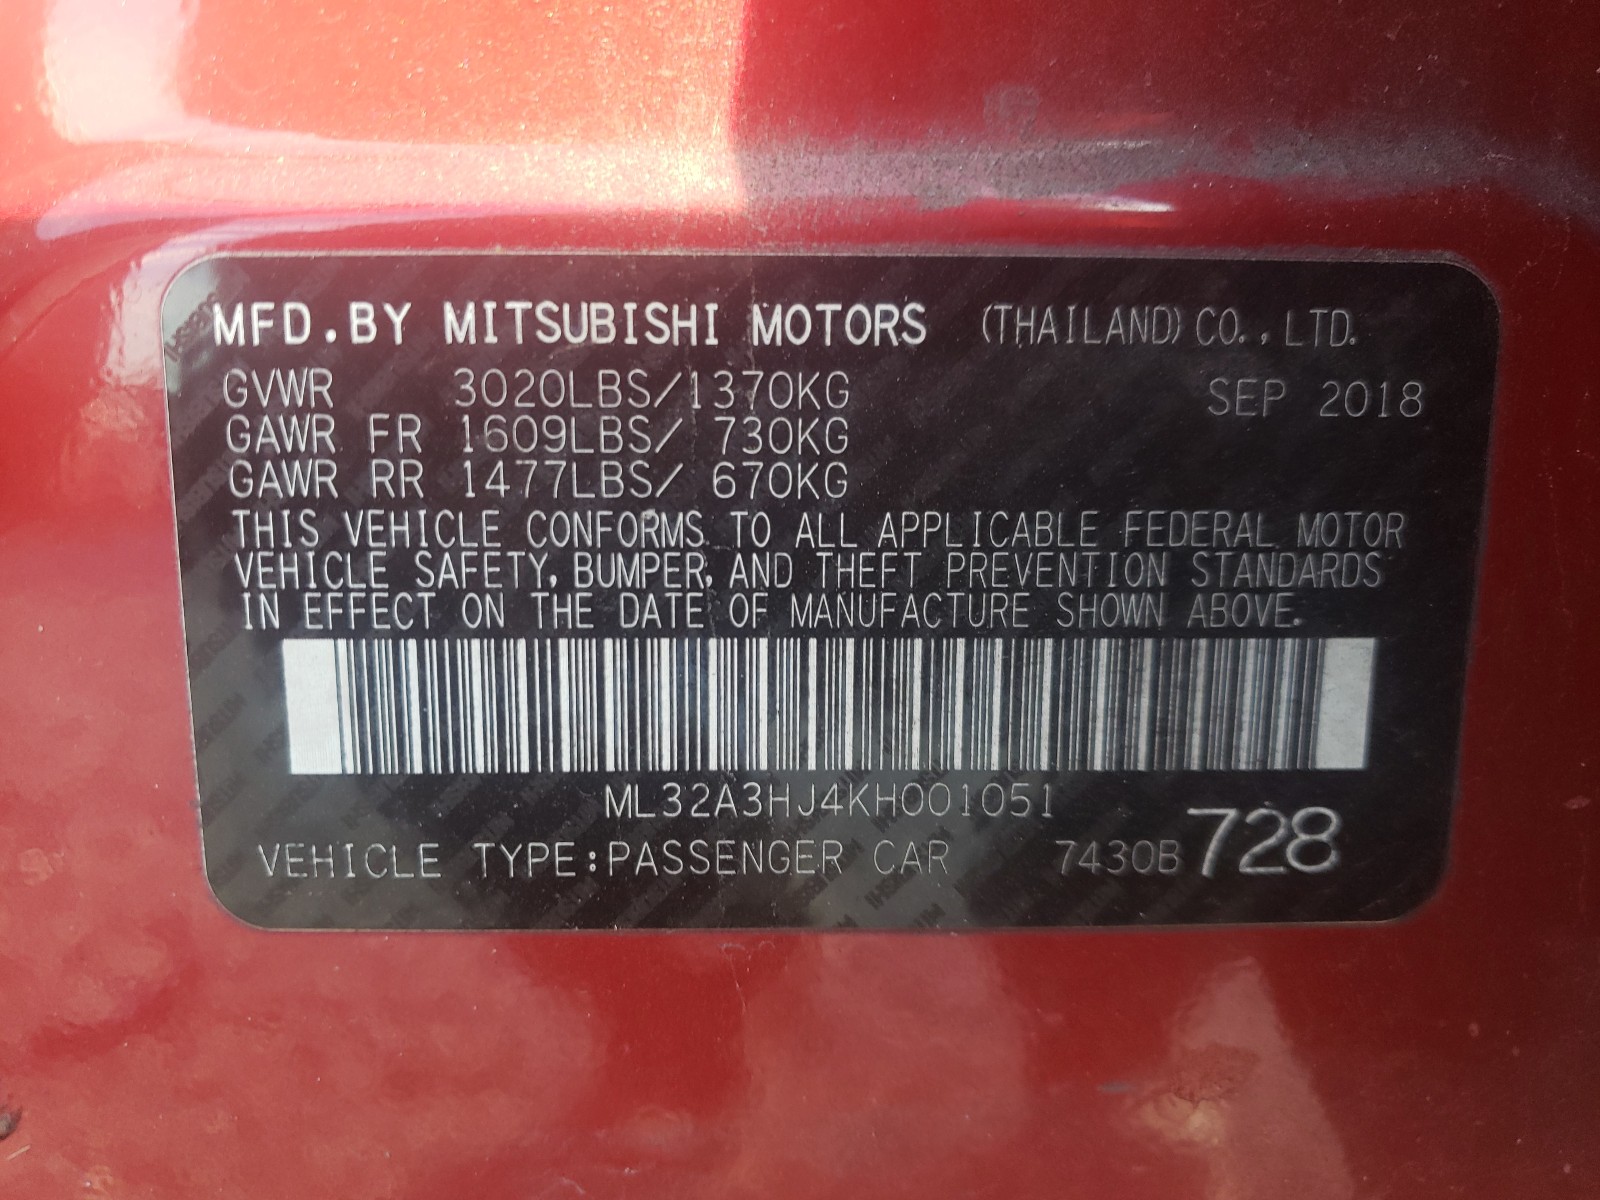 MFD.BY MITSUBISHI MOTORS (THAILAND) CO., LTD.
GVWR 3020LBS/1370KG SEP 2018
GAWR FR 1609LBS/ 730KG
GAWR RR 1477LBS/ 670KG
THIS VEHICLE CONFORMS TO ALL APPLICABLE FEDERAL MOTOR
VEHICLE SAFETY, BUMPER, AND THEFT PREVENTION STANDARDS
IN EFFECT ON THE DATE OF MANUFACTURE SHOWN ABOVE.
ML32A3HJ4KH001051
VEHICLE TYPE:PASSENGER CAR 7430B 728